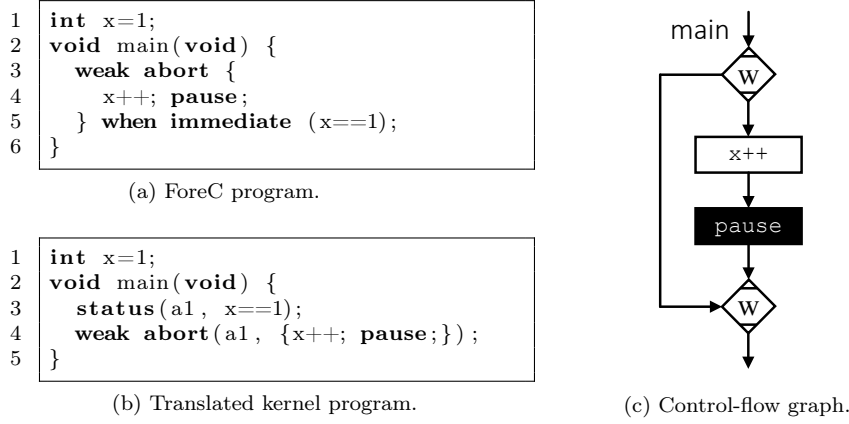 1 int x=1;
2 void main(void) {
3 weak abort {
4 x++; pause;
5 } when immediate (x==1);
6 }
(a) ForeC program.
1 int x=1;
2 void main(void) {
3 status(a1, x==1);
4 weak abort(a1, {x++; pause;});
5 }
(b) Translated kernel program.
main
w
x++
pause
w
(c) Control-flow graph.